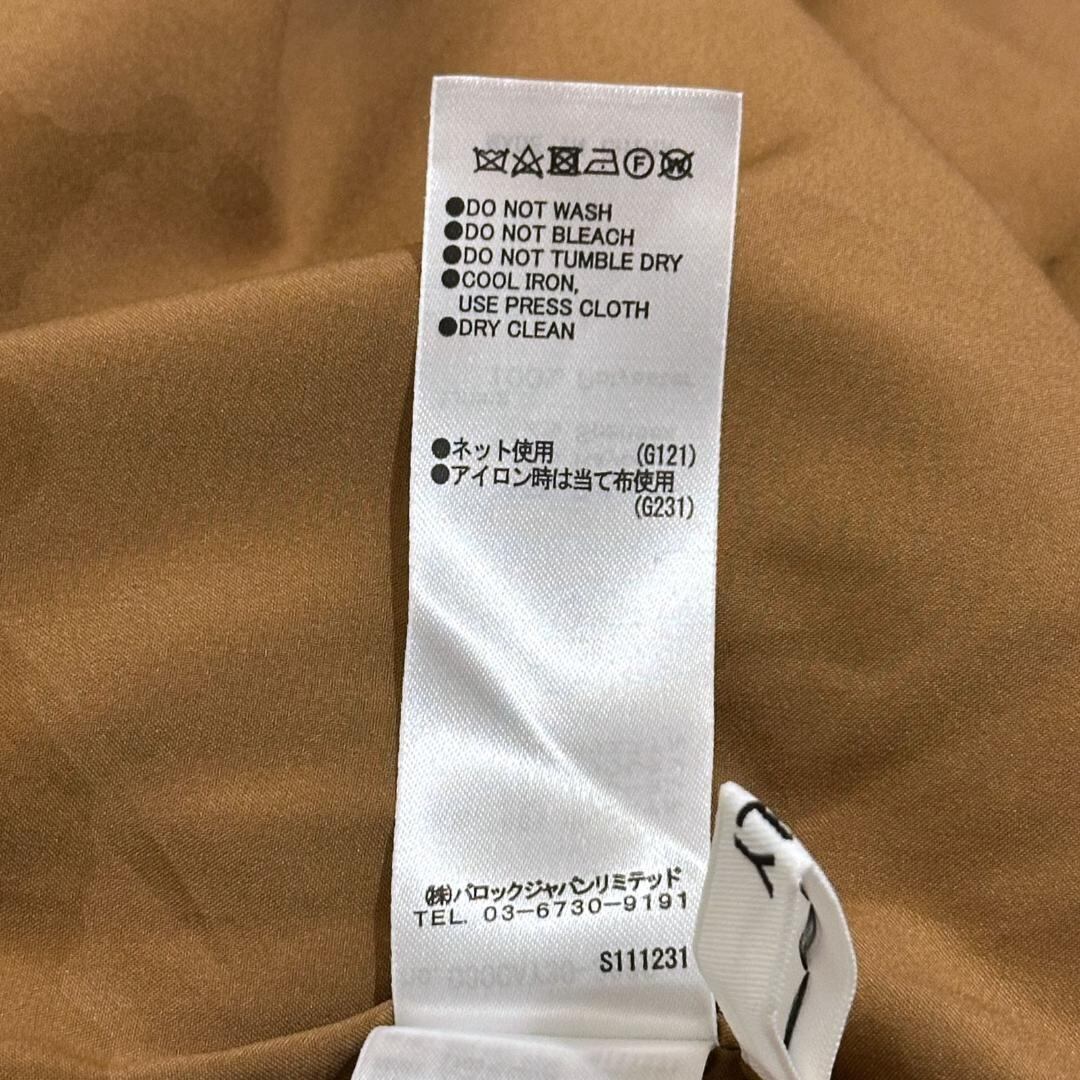 ●DO NOT WASH
●DO NOT BLEACH
●DO NOT TUMBLE DRY
●COOL IRON,
USE PRESS CLOTH
●DRY CLEAN
●ネット使用 (G121)
●アイロン時は当て布使用
(G231)
㈱バロックジャパンリミテッド
TEL. 03-6730-9191
S111231